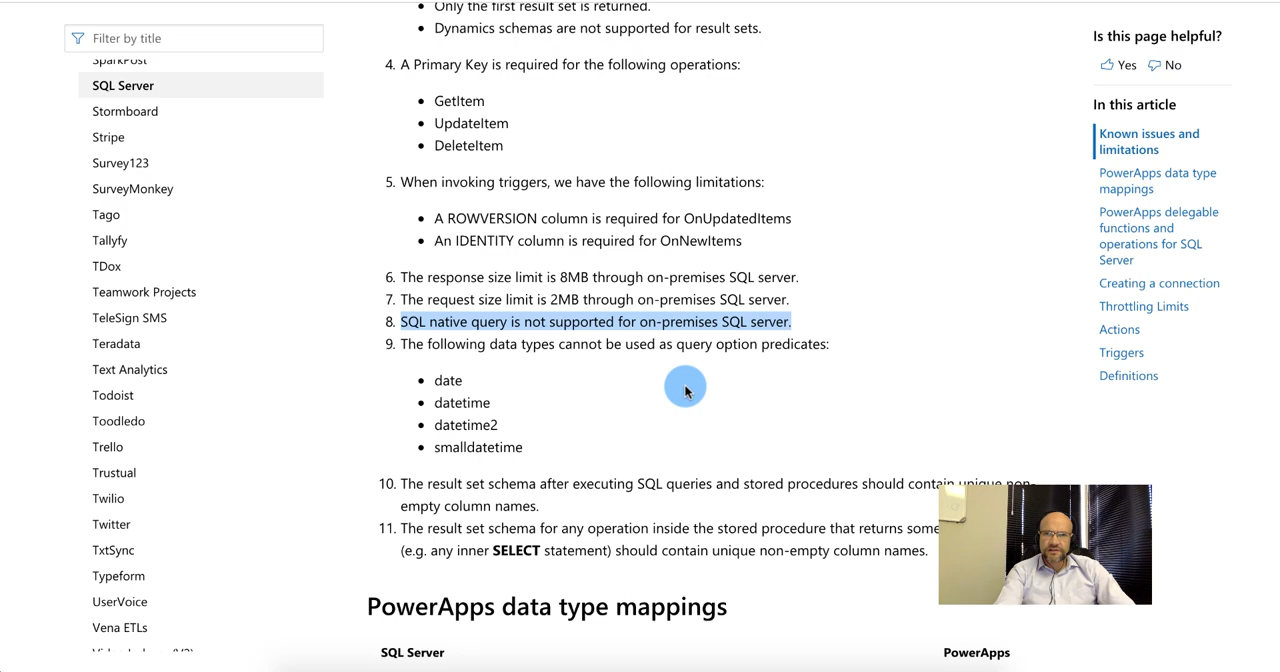 Only the first result set is returned.
Dynamics schemas are not supported for result sets.
Filter by title
SparkPost
SQL Server
Stormboard
Stripe
Survey123
SurveyMonkey
Tago
Tallyfy
TDox
Teamwork Projects
TeleSign SMS
Teradata
Text Analytics
Todoist
Toodledo
Trello
Trustual
Twilio
Twitter
TxtSync
Typeform
UserVoice
Vena ETLs
4. A Primary Key is required for the following operations:
GetItem
UpdateItem
DeleteItem
5. When invoking triggers, we have the following limitations:
A ROWVERSION column is required for OnUpdatedItems
An IDENTITY column is required for OnNewItems
6. The response size limit is 8MB through on-premises SQL server.
7. The request size limit is 2MB through on-premises SQL server.
8. SQL native query is not supported for on-premises SQL server.
9. The following data types cannot be used as query option predicates:
date
datetime
datetime2
smalldatetime
10. The result set schema after executing SQL queries and stored procedures should contain unique non-
empty column names.
11. The result set schema for any operation inside the stored procedure that returns some
(e.g. any inner SELECT statement) should contain unique non-empty column names.
PowerApps data type mappings
SQL Server
PowerApps
Is this page helpful?
Yes
No
In this article
Known issues and
limitations
PowerApps data type
mappings
PowerApps delegable
functions and
operations for SQL
Server
Creating a connection
Throttling Limits
Actions
Triggers
Definitions